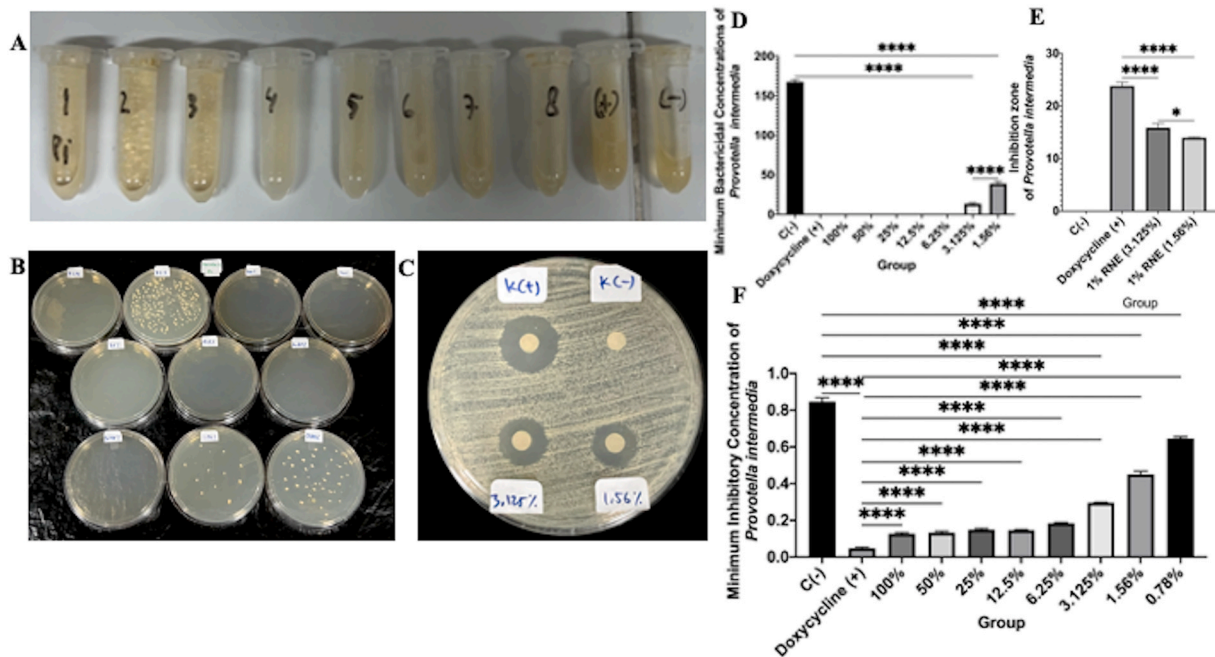 A
1
Pi
2
3
4
5
6
7
8
(+)
(-)
B
C
K(+)
K(-)
3.125%
1.56%
D
Minimum Bactericidal Concentrations of
Provotella intermedia
200
150
100
50
0
****
****
****
C(-)
Doxycycline (+)
100%
50%
25%
12.5%
6.25%
3.125%
1.56%
Group
E
Inhibition zone
of Provotella intermedia
30
20
10
0
****
****
*
C(-)
Doxycycline (+)
1% RNE (3.125%)
1% RNE (1.56%)
Group
F
Minimum Inhibitory Concentration of
Provotella intermedia
1.0
0.8
0.6
0.4
0.2
0.0
****
****
****
****
****
****
****
****
****
****
****
****
C(-)
Doxycycline (+)
100%
50%
25%
12.5%
6.25%
3.125%
1.56%
0.78%
Group